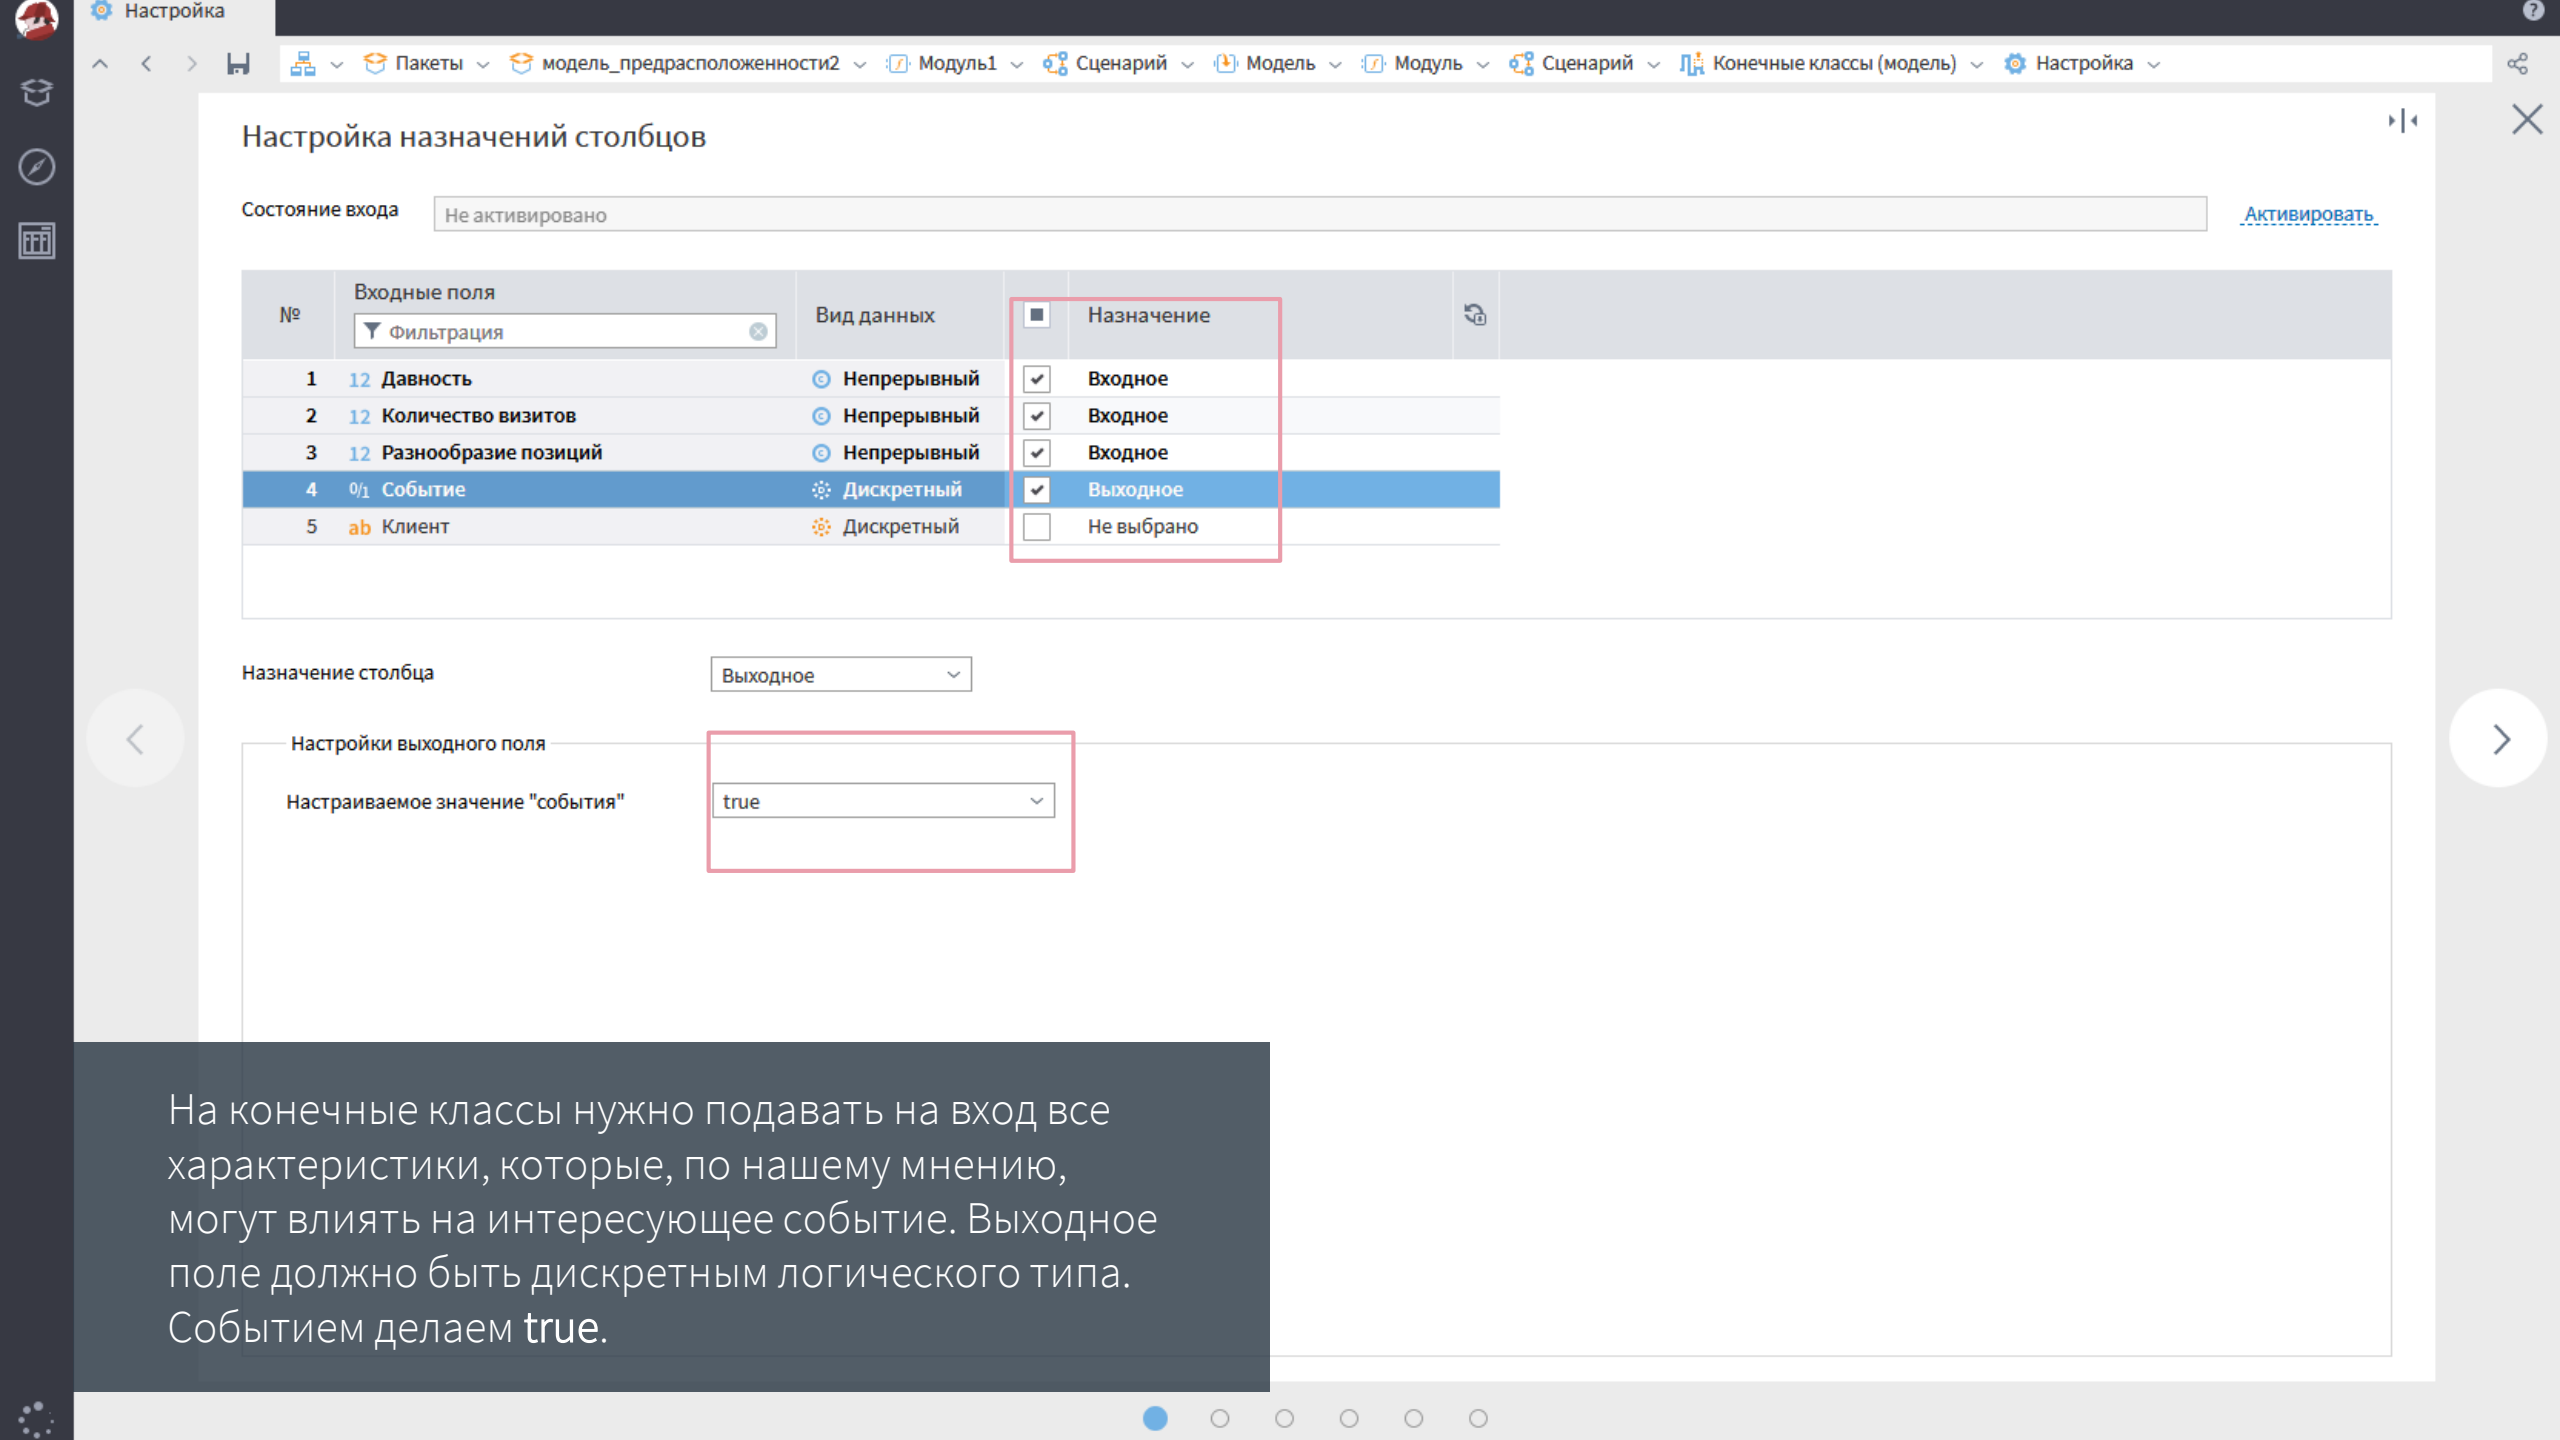 Настройка
?
Пакеты модель_предрасположенности2 Модуль1 Сценарий Модель Модуль Сценарий Конечные классы (модель) Настройка
Настройка назначений столбцов
Состояние входа Не активировано Активировать
№ Входные поля Вид данных Назначение
Фильтрация
1 12 Давность Непрерывный Входное
2 12 Количество визитов Непрерывный Входное
3 12 Разнообразие позиций Непрерывный Входное
4 0/1 Событие Дискретный Выходное
5 ab Клиент Дискретный Не выбрано
Назначение столбца Выходное
Настройки выходного поля
Настраиваемое значение "события" true
На конечные классы нужно подавать на вход все
характеристики, которые, по нашему мнению,
могут влиять на интересующее событие. Выходное
поле должно быть дискретным логического типа.
Событием делаем true.